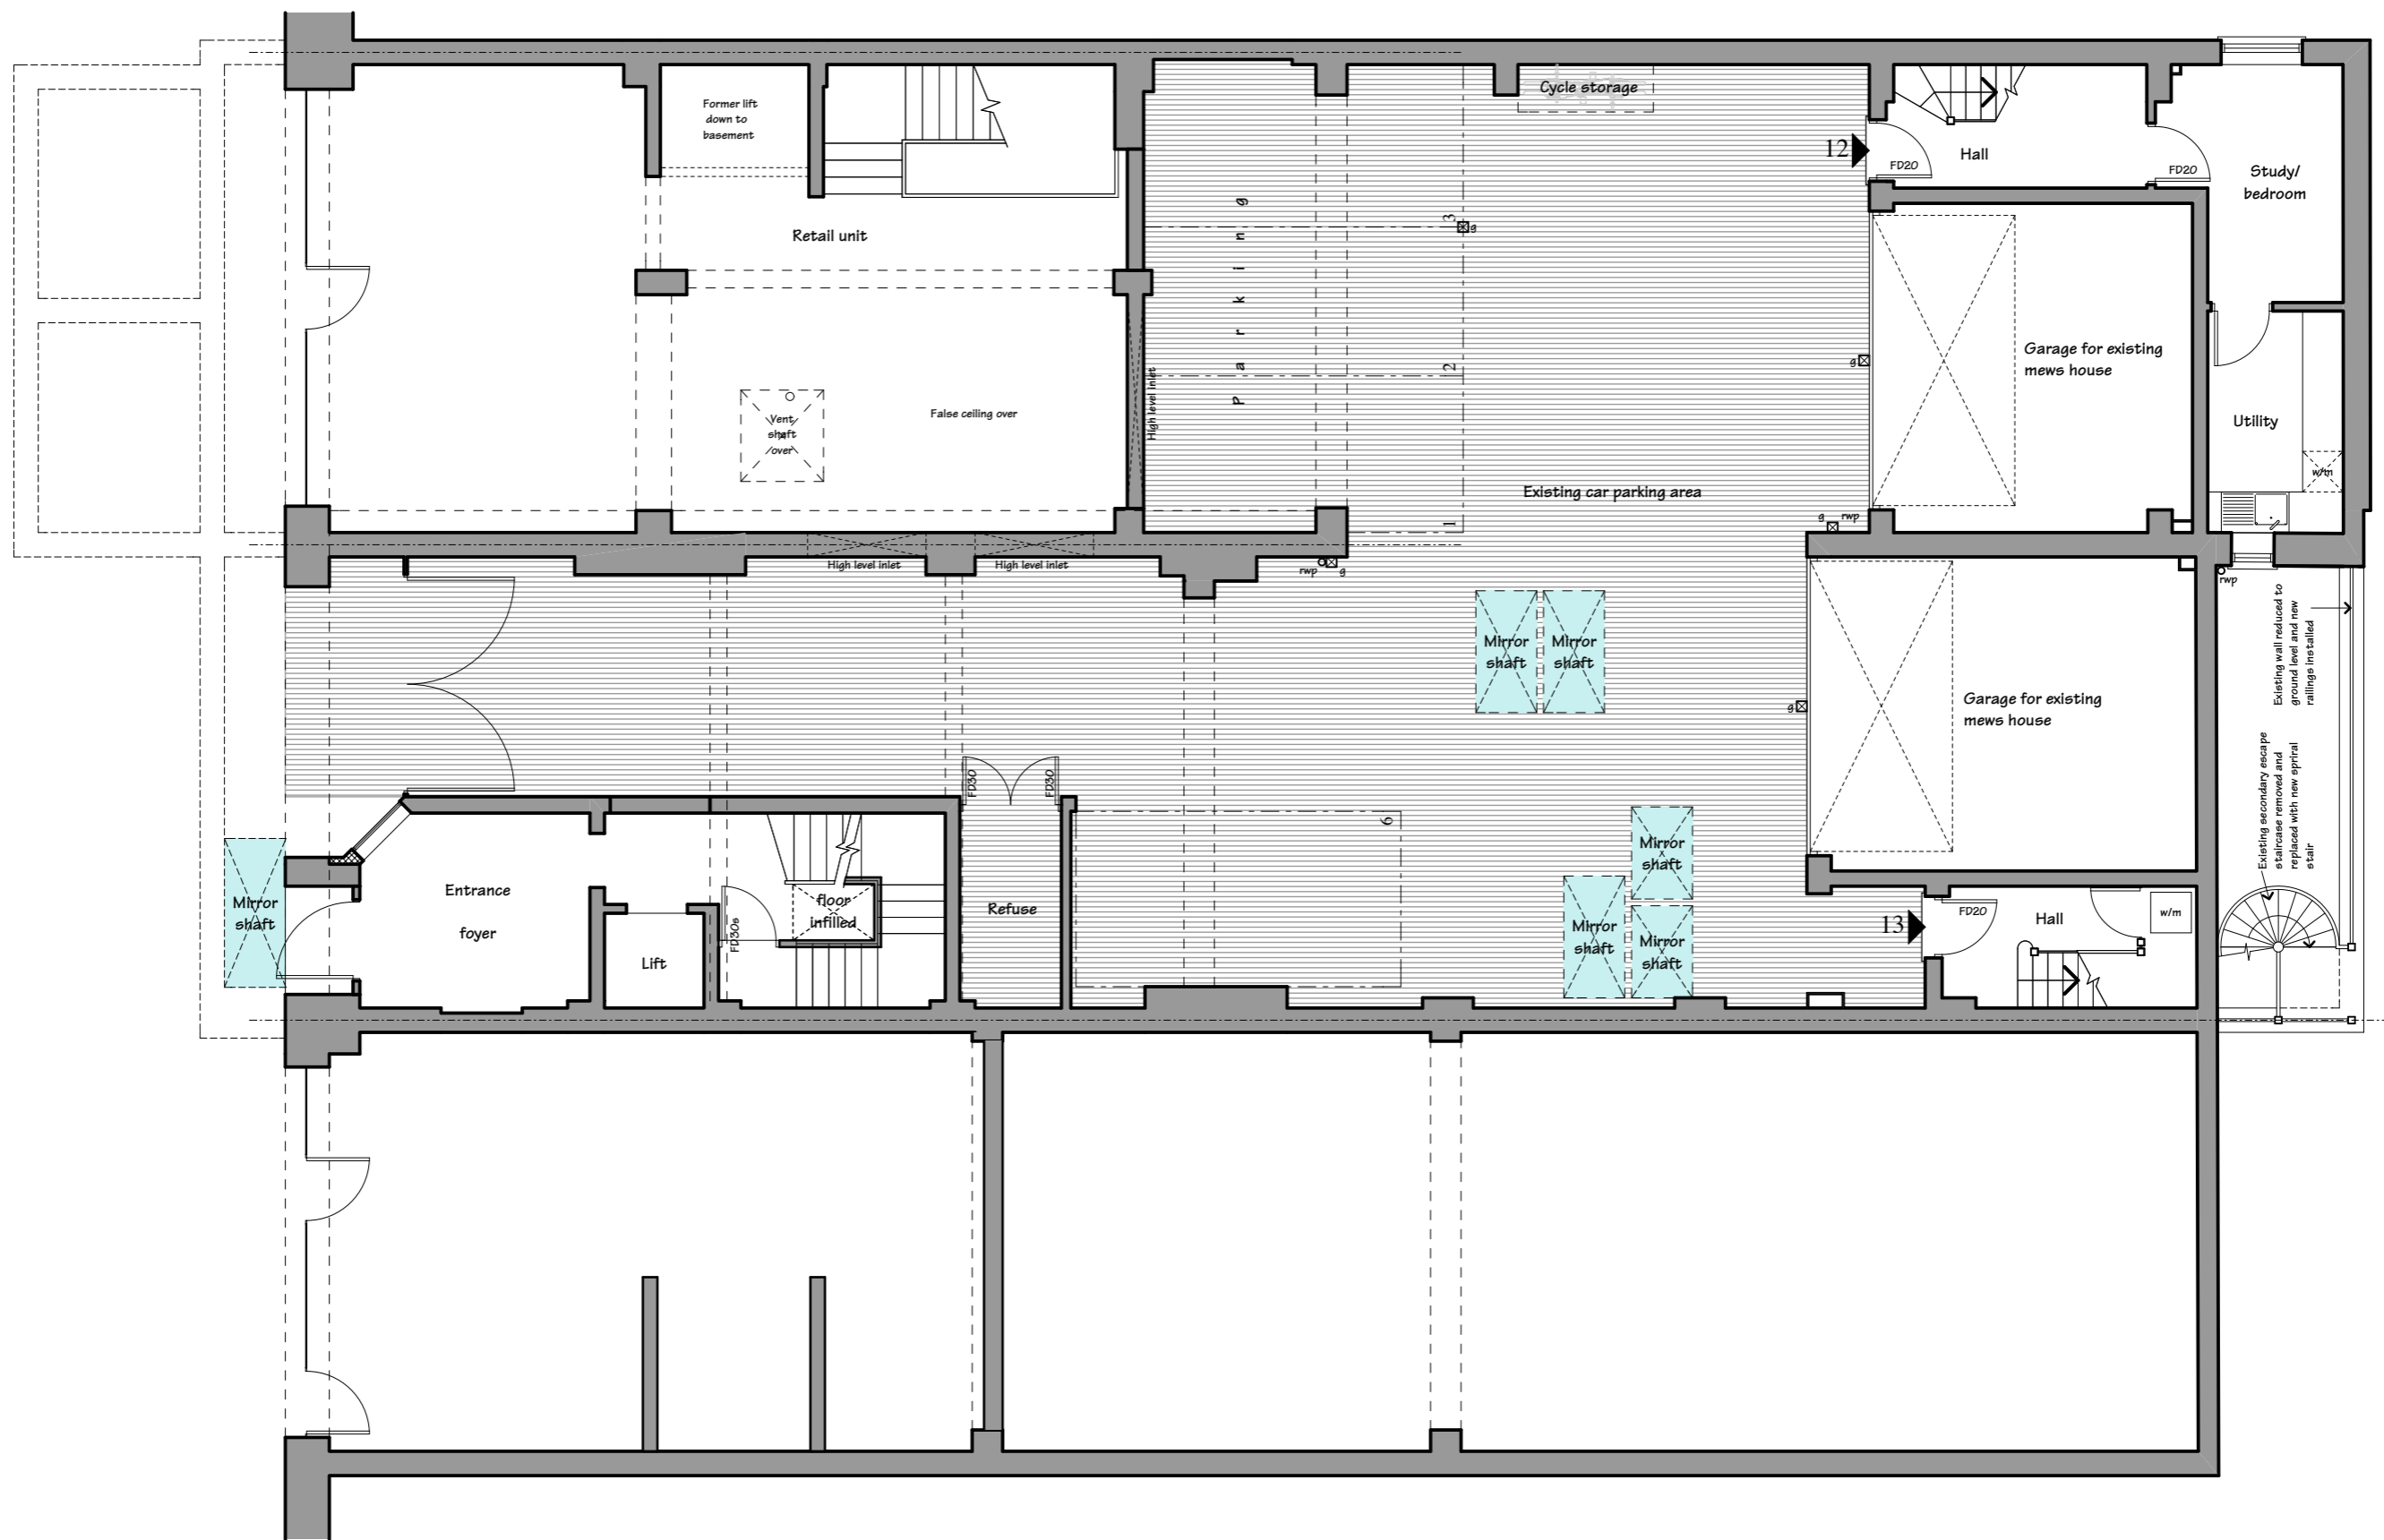 Former lift
down to
basement
Cycle storage
12
FD20
Hall
FD20
Study/
bedroom
Retail unit
Parking
3
g
2
1
g
Garage for existing
mews house
High level inlet
Vent
shaft
over
False ceiling over
Utility
w/m
Existing car parking area
g rwp
High level inlet
High level inlet
rwp
g
rwp
Mirror
shaft
Mirror
shaft
Existing wall reduced to
ground level and new
railings installed
g
Garage for existing
mews house
Existing secondary escape
staircase removed and
replaced with new spriral
stair
FD30
FD30
6
Mirror
shaft
Entrance
foyer
Mirror
shaft
floor
infilled
FD30s
Lift
Refuse
Mirror
shaft
Mirror
shaft
13
FD20
Hall
w/m